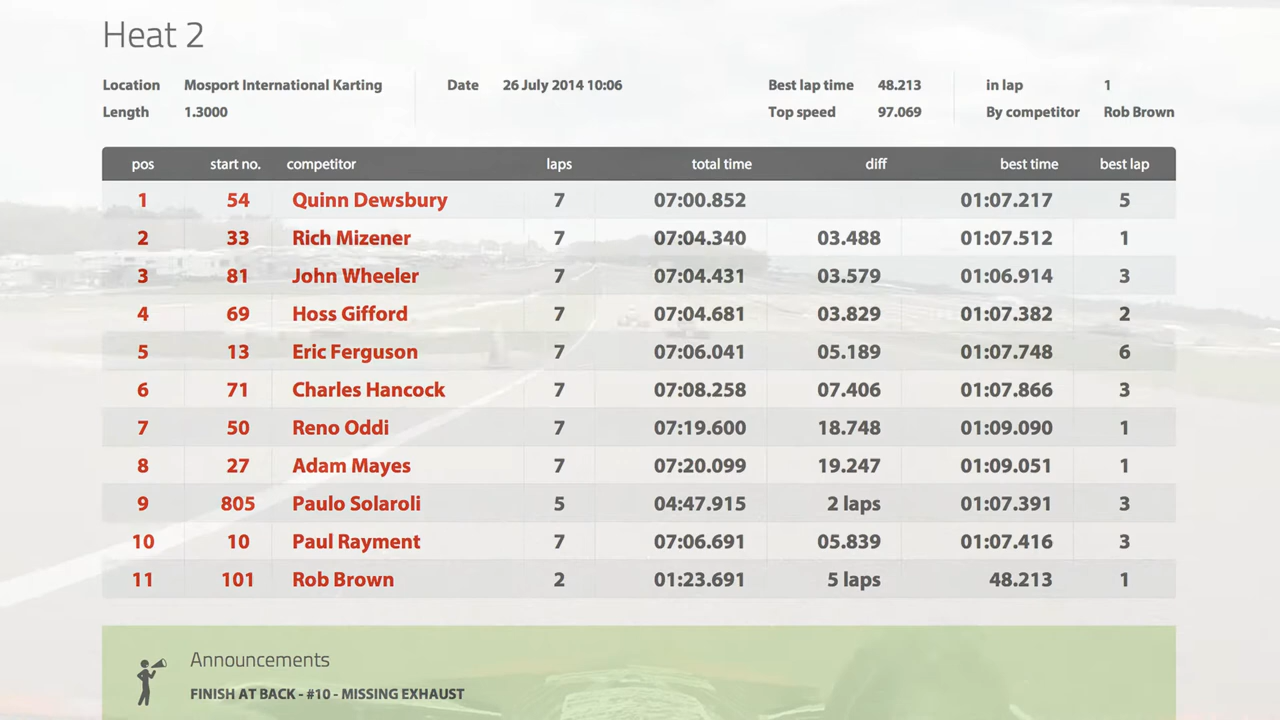 Heat 2
Location Mosport International Karting Date 26 July 2014 10:06 Best lap time 48.213 in lap 1
Length 1.3000 Top speed 97.069 By competitor Rob Brown
pos start no. competitor laps total time diff best time best lap
1 54 Quinn Dewsbury 7 07:00.852 01:07.217 5
2 33 Rich Mizener 7 07:04.340 03.488 01:07.512 1
3 81 John Wheeler 7 07:04.431 03.579 01:06.914 3
4 69 Hoss Gifford 7 07:04.681 03.829 01:07.382 2
5 13 Eric Ferguson 7 07:06.041 05.189 01:07.748 6
6 71 Charles Hancock 7 07:08.258 07.406 01:07.866 3
7 50 Reno Oddi 7 07:19.600 18.748 01:09.090 1
8 27 Adam Mayes 7 07:20.099 19.247 01:09.051 1
9 805 Paulo Solaroli 5 04:47.915 2 laps 01:07.391 3
10 10 Paul Rayment 7 07:06.691 05.839 01:07.416 3
11 101 Rob Brown 2 01:23.691 5 laps 48.213 1
Announcements
FINISH AT BACK - #10 - MISSING EXHAUST